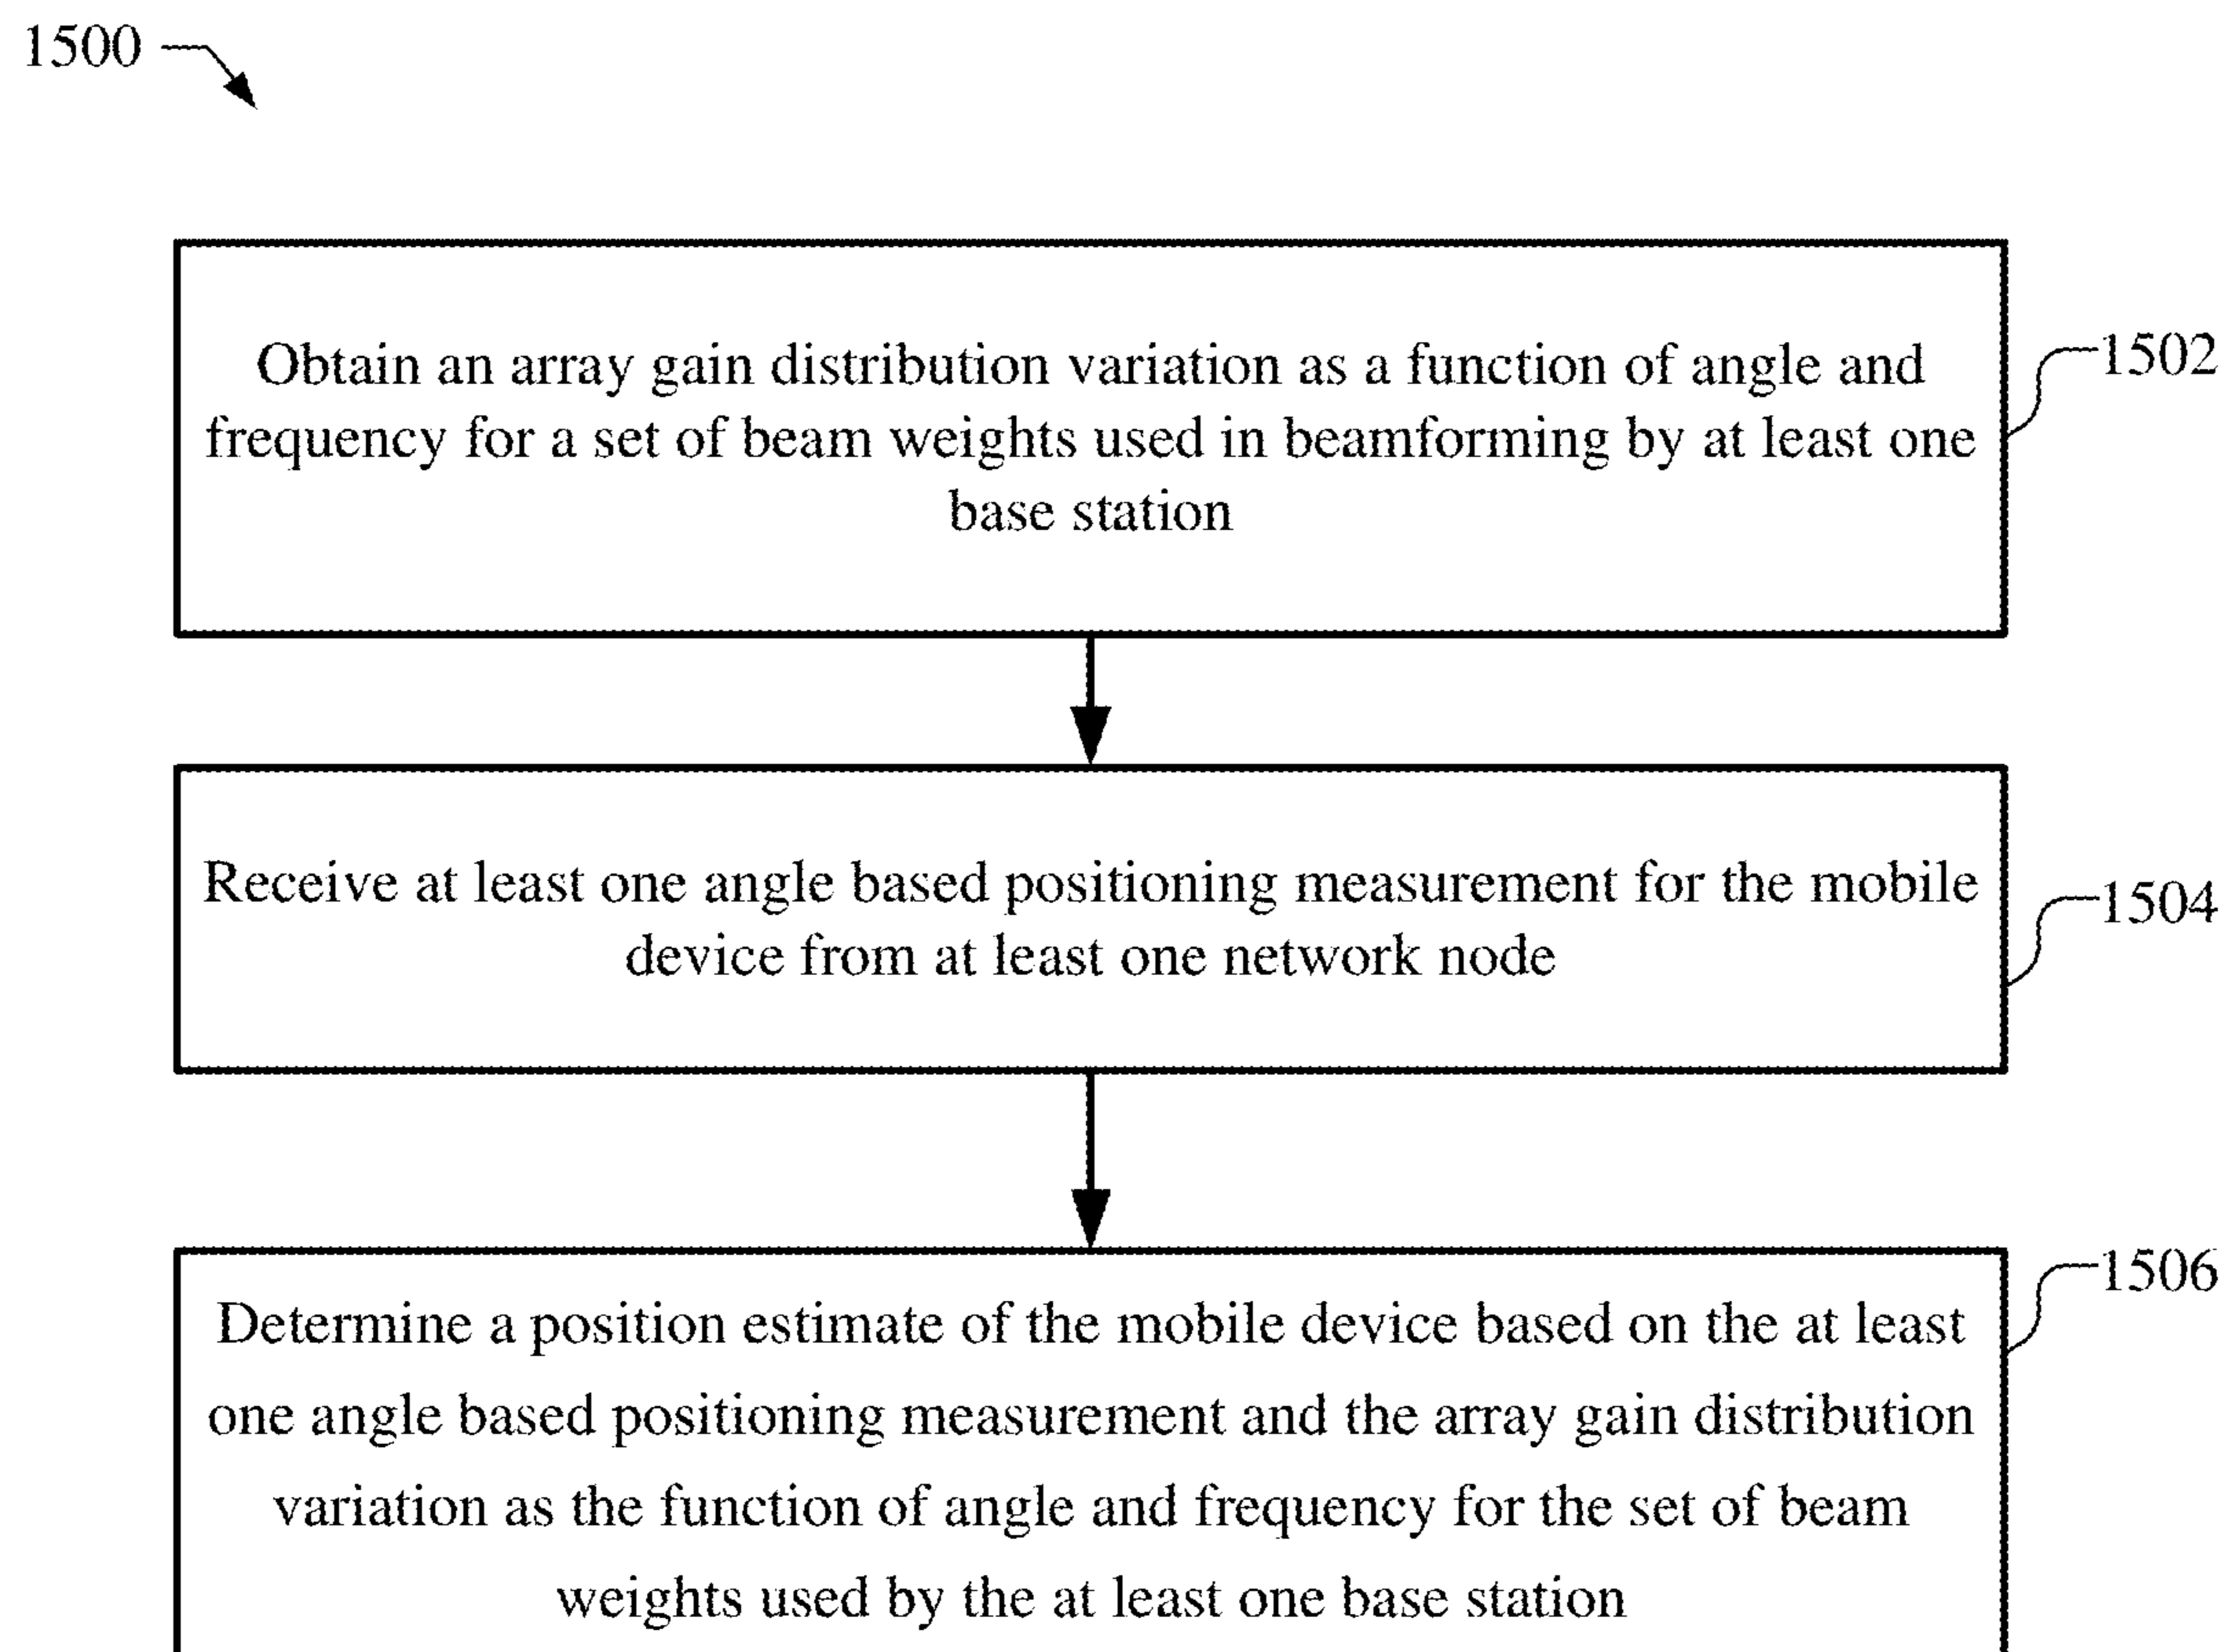 1500
Obtain an array gain distribution variation as a function of angle and
frequency for a set of beam weights used in beamforming by at least one
base station
1502
Receive at least one angle based positioning measurement for the mobile
device from at least one network node
1504
Determine a position estimate of the mobile device based on the at least
one angle based positioning measurement and the array gain distribution
variation as the function of angle and frequency for the set of beam
weights used by the at least one base station
1506